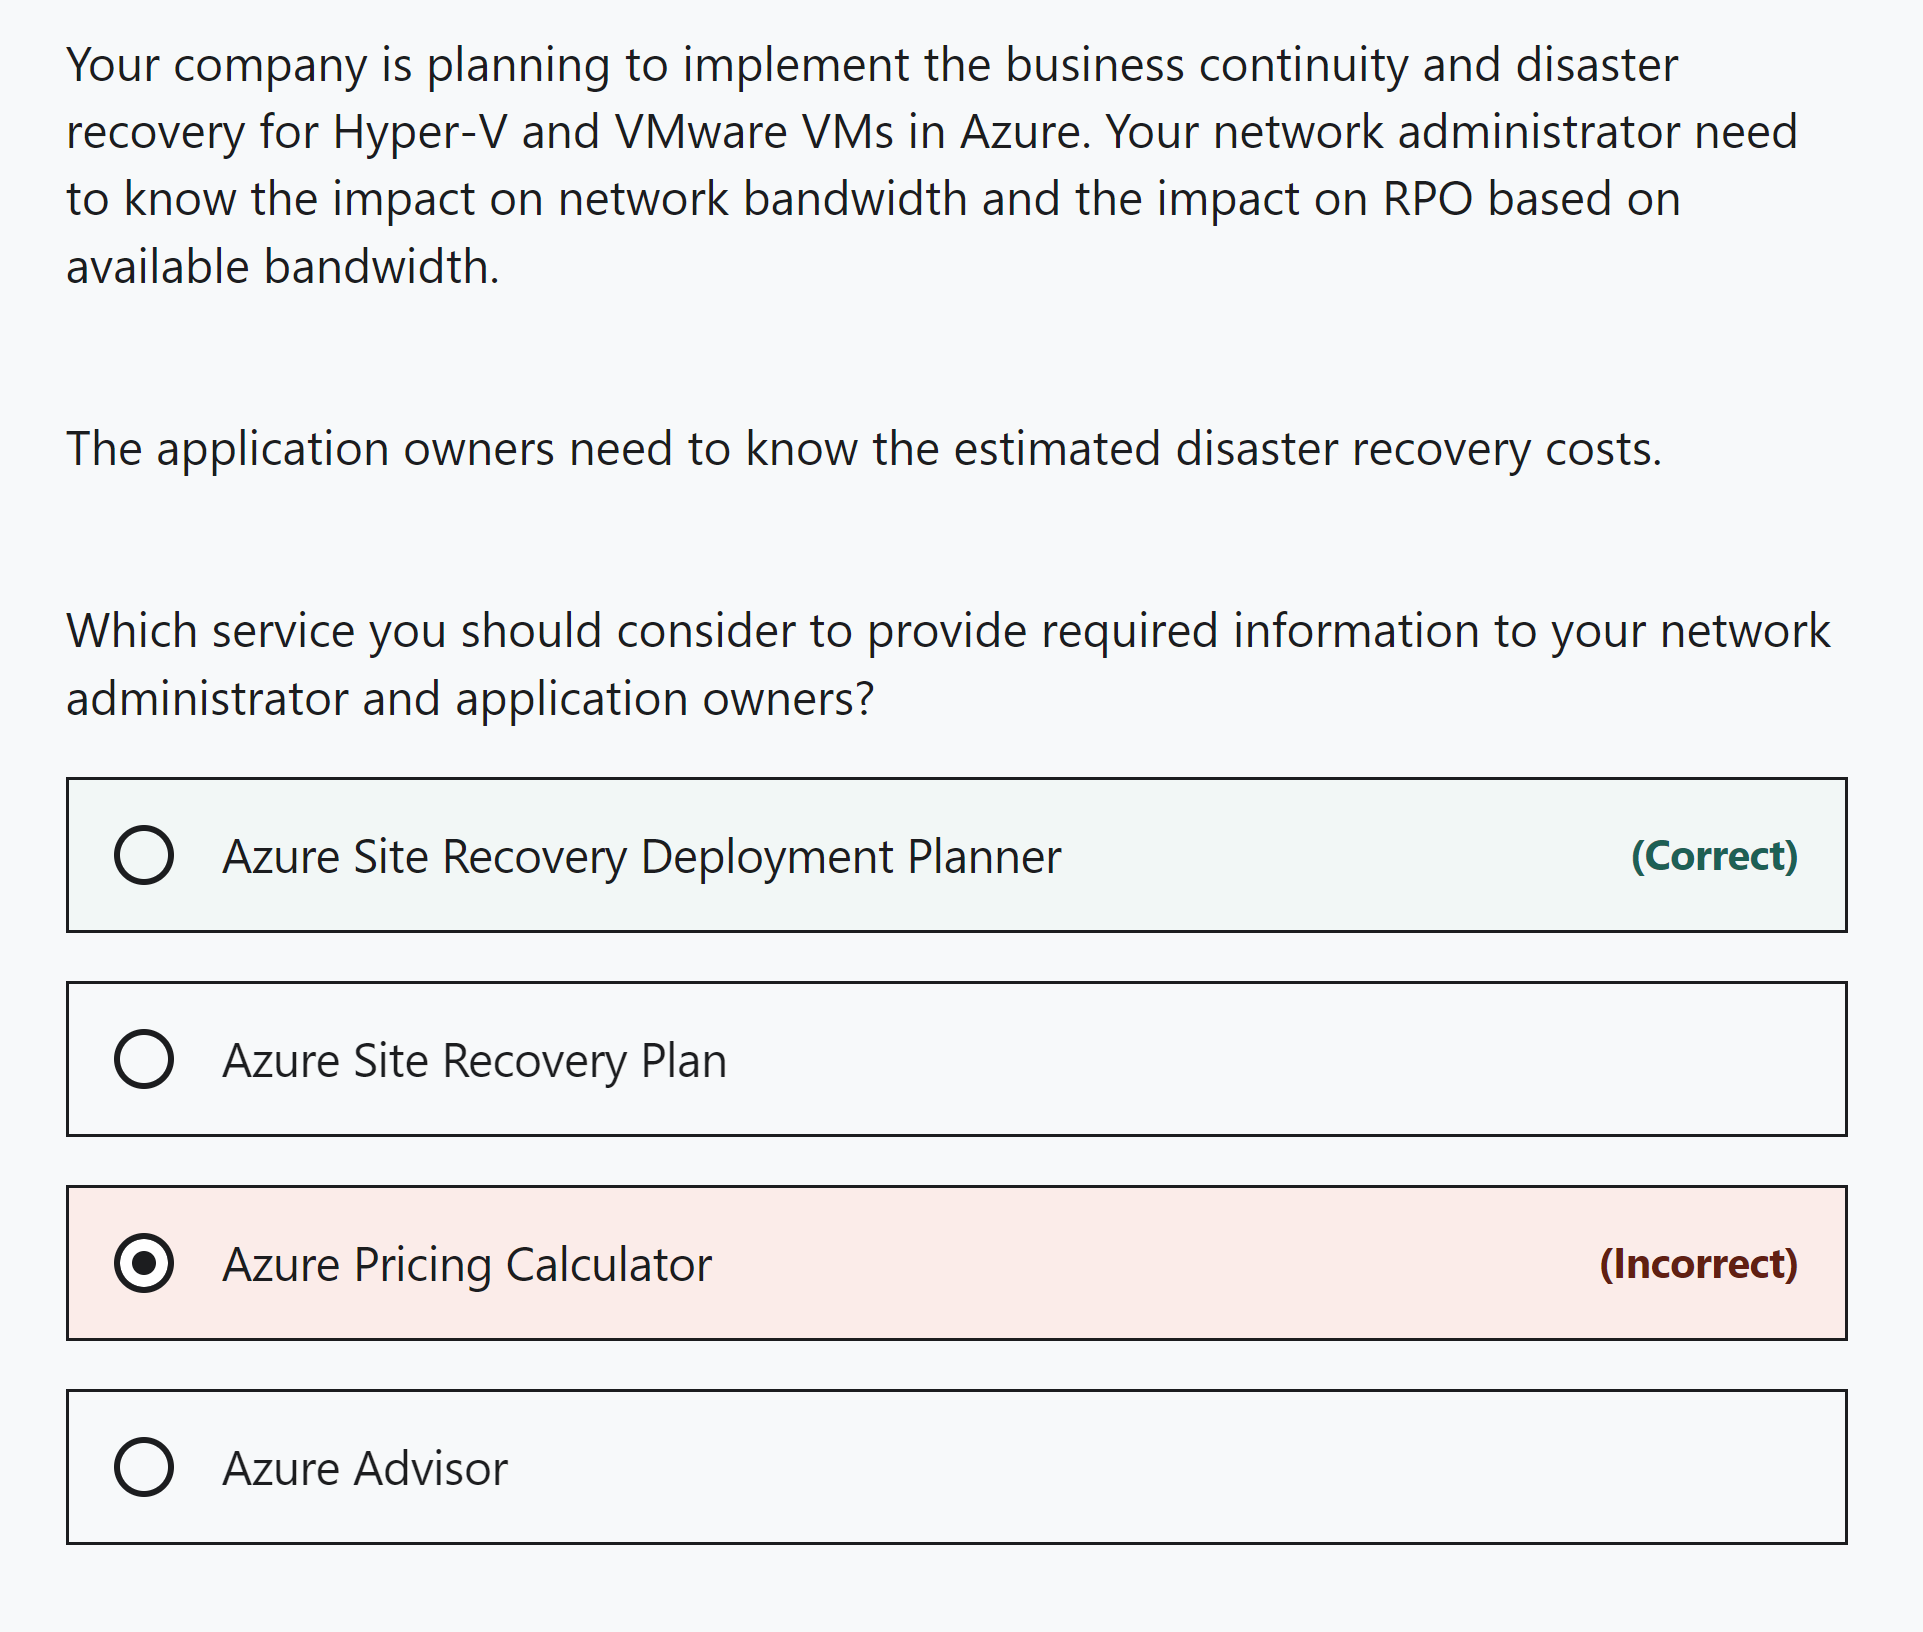 Your company is planning to implement the business continuity and disaster
recovery for Hyper-V and VMware VMs in Azure. Your network administrator need
to know the impact on network bandwidth and the impact on RPO based on
available bandwidth.
The application owners need to know the estimated disaster recovery costs.
Which service you should consider to provide required information to your network
administrator and application owners?
Azure Site Recovery Deployment Planner (Correct)
Azure Site Recovery Plan
Azure Pricing Calculator (Incorrect)
Azure Advisor